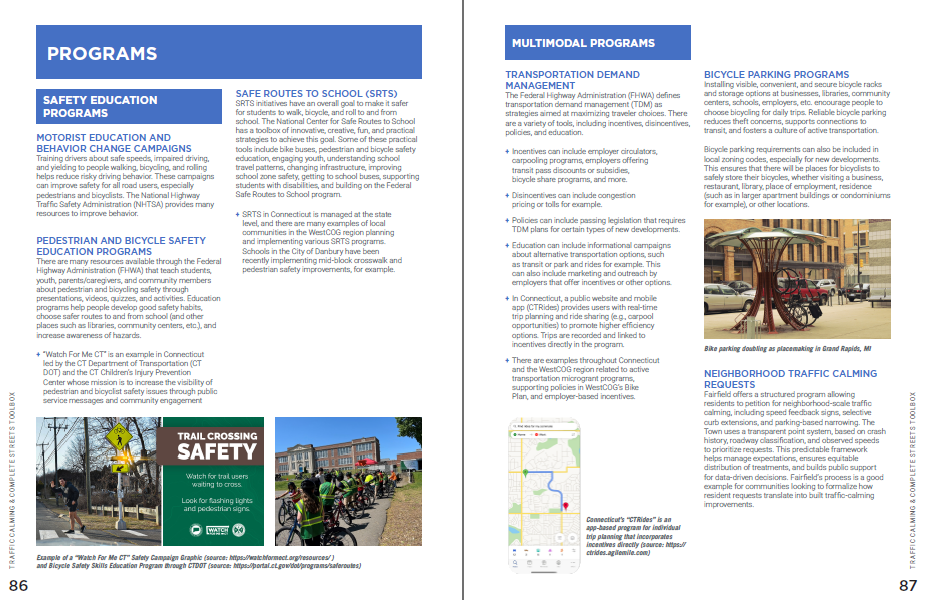 PROGRAMS
SAFETY EDUCATION
PROGRAMS
MOTORIST EDUCATION AND
BEHAVIOR CHANGE CAMPAIGNS
Training drivers about safe speeds, impaired driving,
and yielding to people walking, bicycling, and rolling
helps reduce risky driving behavior. These campaigns
can improve safety for all road users, especially
pedestrians and bicyclists. The National Highway
Traffic Safety Administration (NHTSA) provides many
resources to improve behavior.
PEDESTRIAN AND BICYCLE SAFETY
EDUCATION PROGRAMS
There are many resources available through the Federal
Highway Administration (FHWA) that teach students,
youth, parents/caregivers, and community members
about pedestrian and bicycling safety through
presentations, videos, quizzes, and activities. Education
programs help people develop good safety habits,
choose safer routes to and from school (and other
places such as libraries, community centers, etc.), and
increase awareness of hazards.
+ "Watch For Me CT" is an example in Connecticut
led by the CT Department of Transportation (CT
DOT) and the CT Children's Injury Prevention
Center whose mission is to increase the visibility of
pedestrian and bicyclist safety issues through public
service messages and community engagement
SAFE ROUTES TO SCHOOL (SRTS)
SRTS initiatives have an overall goal to make it safer
for students to walk, bicycle, and roll to and from
school. The National Center for Safe Routes to School
has a toolbox of innovative, creative, fun, and practical
strategies to achieve this goal. Some of these practical
tools include bike buses, pedestrian and bicycle safety
education, engaging youth, understanding school
travel patterns, changing infrastructure, improving
school zone safety, getting to school buses, supporting
students with disabilities, and building on the Federal
Safe Routes to School program.
+ SRTS in Connecticut is managed at the state
level, and there are many examples of local
communities in the WestCOG region planning
and implementing various SRTS programs.
Schools in the City of Danbury have been
recently implementing mid-block crosswalk and
pedestrian safety improvements, for example.
TRAIL CROSSING
SAFETY
Watch for trail users
waiting to cross.
Look for flashing lights
and pedestrian signs.
WATCH
Example of a "Watch For Me CT" Safety Campaign Graphic (source: https://watchformect.org/resources/ )
and Bicycle Safety Skills Education Program through CTDOT (source: https://portal.ct.gov/dot/programs/saferoutes)
TRAFFIC CALMING & COMPLETE STREETS TOOLBOX
86
MULTIMODAL PROGRAMS
TRANSPORTATION DEMAND
MANAGEMENT
The Federal Highway Administration (FHWA) defines
transportation demand management (TDM) as
strategies aimed at maximizing traveler choices. There
are a variety of tools, including incentives, disincentives,
policies, and education.
+ Incentives can include employer circulators,
carpooling programs, employers offering
transit pass discounts or subsidies,
bicycle share programs, and more.
+ Disincentives can include congestion
pricing or tolls for example.
+ Policies can include passing legislation that requires
TDM plans for certain types of new developments.
+ Education can include informational campaigns
about alternative transportation options, such
as transit or park and rides for example. This
can also include marketing and outreach by
employers that offer incentives or other options.
+ In Connecticut, a public website and mobile
app (CTRides) provides users with real-time
trip planning and ride sharing (e.g., carpool
opportunities) to promote higher efficiency
options. Trips are recorded and linked to
incentives directly in the program.
+ There are examples throughout Connecticut
and the WestCOG region related to active
transportation microgrant programs,
supporting policies in WestCOG's Bike
Plan, and employer-based incentives.
Connecticut's "CTRides" is an
app-based program for individual
trip planning that incorporates
incentives directly (source: https://
ctrides.agilemile.com)
BICYCLE PARKING PROGRAMS
Installing visible, convenient, and secure bicycle racks
and storage options at businesses, libraries, community
centers, schools, employers, etc. encourage people to
choose bicycling for daily trips. Reliable bicycle parking
reduces theft concerns, supports connections to
transit, and fosters a culture of active transportation.
Bicycle parking requirements can also be included in
local zoning codes, especially for new developments.
This ensures that there will be places for bicyclists to
safely store their bicycles, whether visiting a business,
restaurant, library, place of employment, residence
(such as in larger apartment buildings or condominiums
for example), or other locations.
Bike parking doubling as placemaking in Grand Rapids, MI
NEIGHBORHOOD TRAFFIC CALMING
REQUESTS
Fairfield offers a structured program allowing
residents to petition for neighborhood-scale traffic
calming, including speed feedback signs, selective
curb extensions, and parking-based narrowing. The
Town uses a transparent point system, based on crash
history, roadway classification, and observed speeds
to prioritize requests. This predictable framework
helps manage expectations, ensures equitable
distribution of treatments, and builds public support
for data-driven decisions. Fairfield's process is a good
example for communities looking to formalize how
resident requests translate into built traffic-calming
improvements.
TRAFFIC CALMING & COMPLETE STREETS TOOLBOX
87